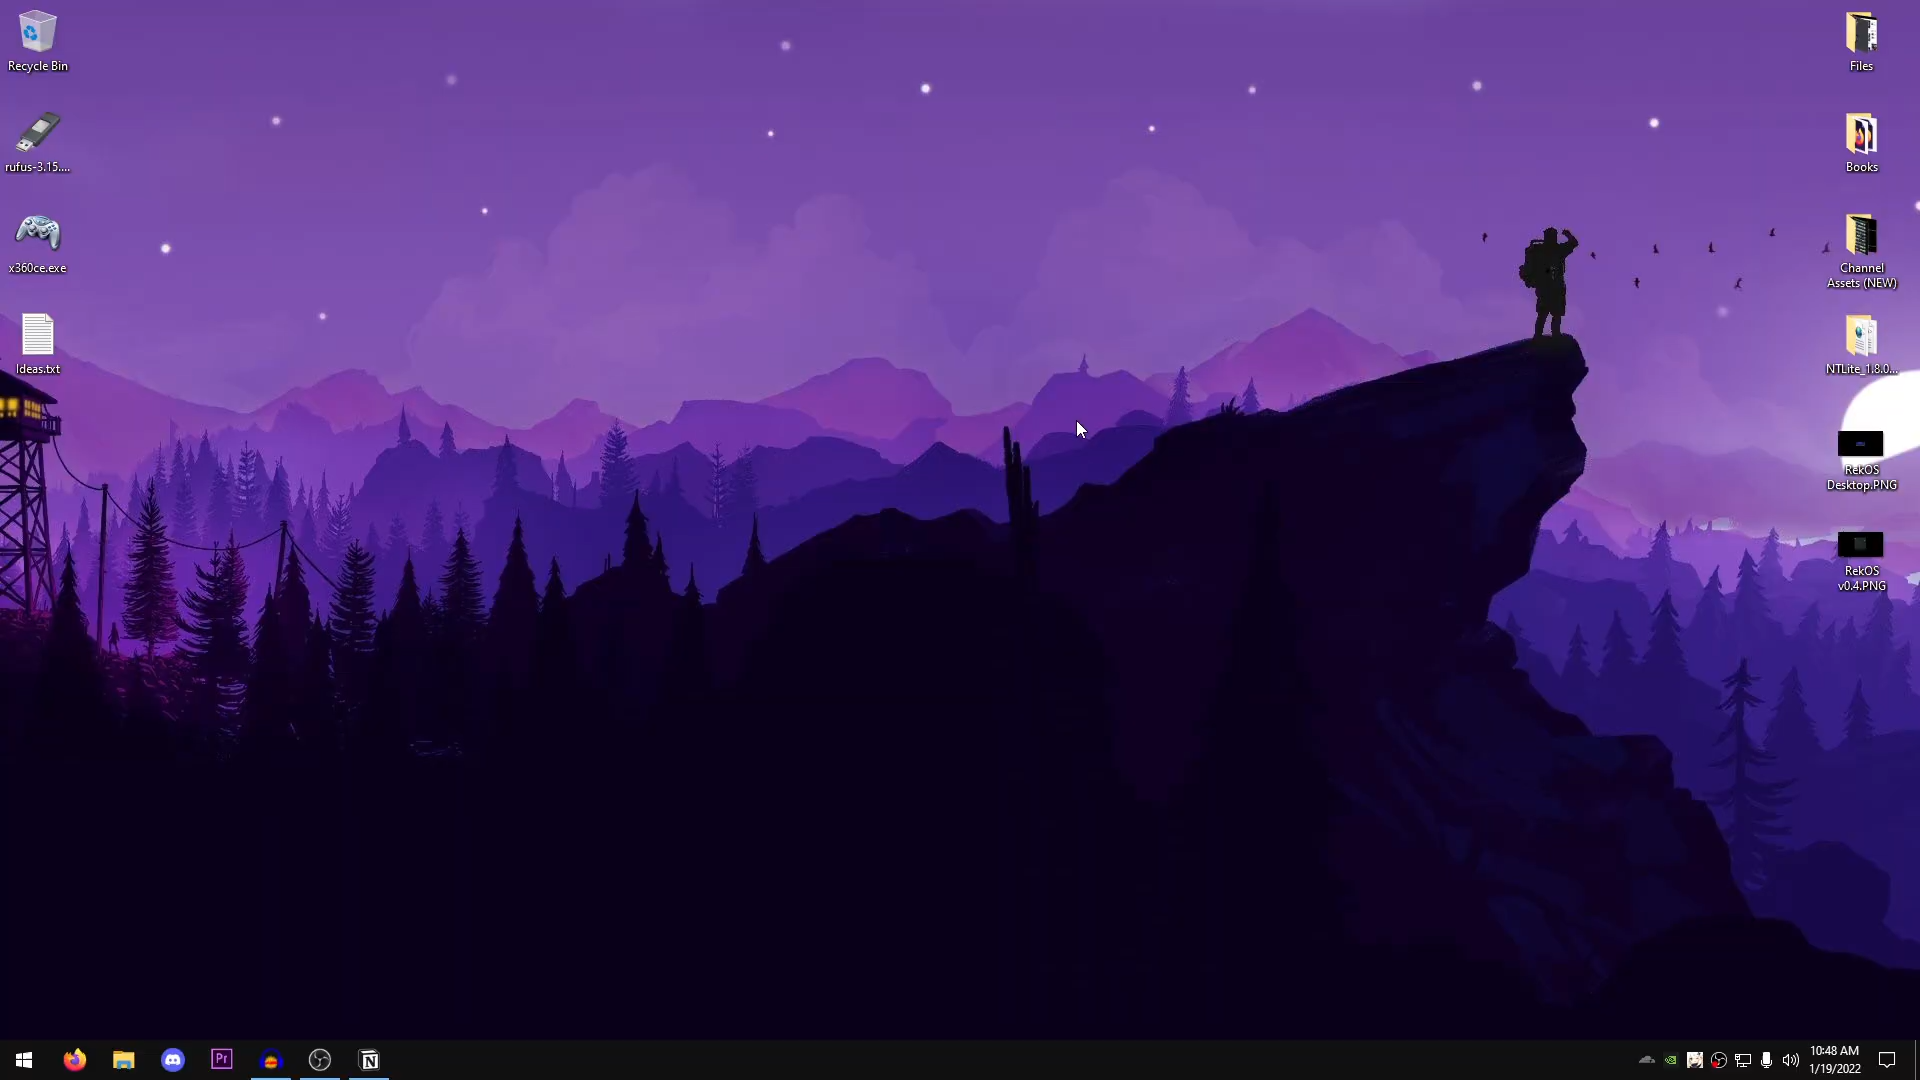 Recycle Bin
rufus-3.15....
x360ce.exe
Ideas.txt
Files
Books
Channel
Assets (NEW)
NTLite_1.8.0...
RekOS
Desktop.PNG
RekOS
v0.4.PNG
Pr
N
10:48 AM
1/19/2022